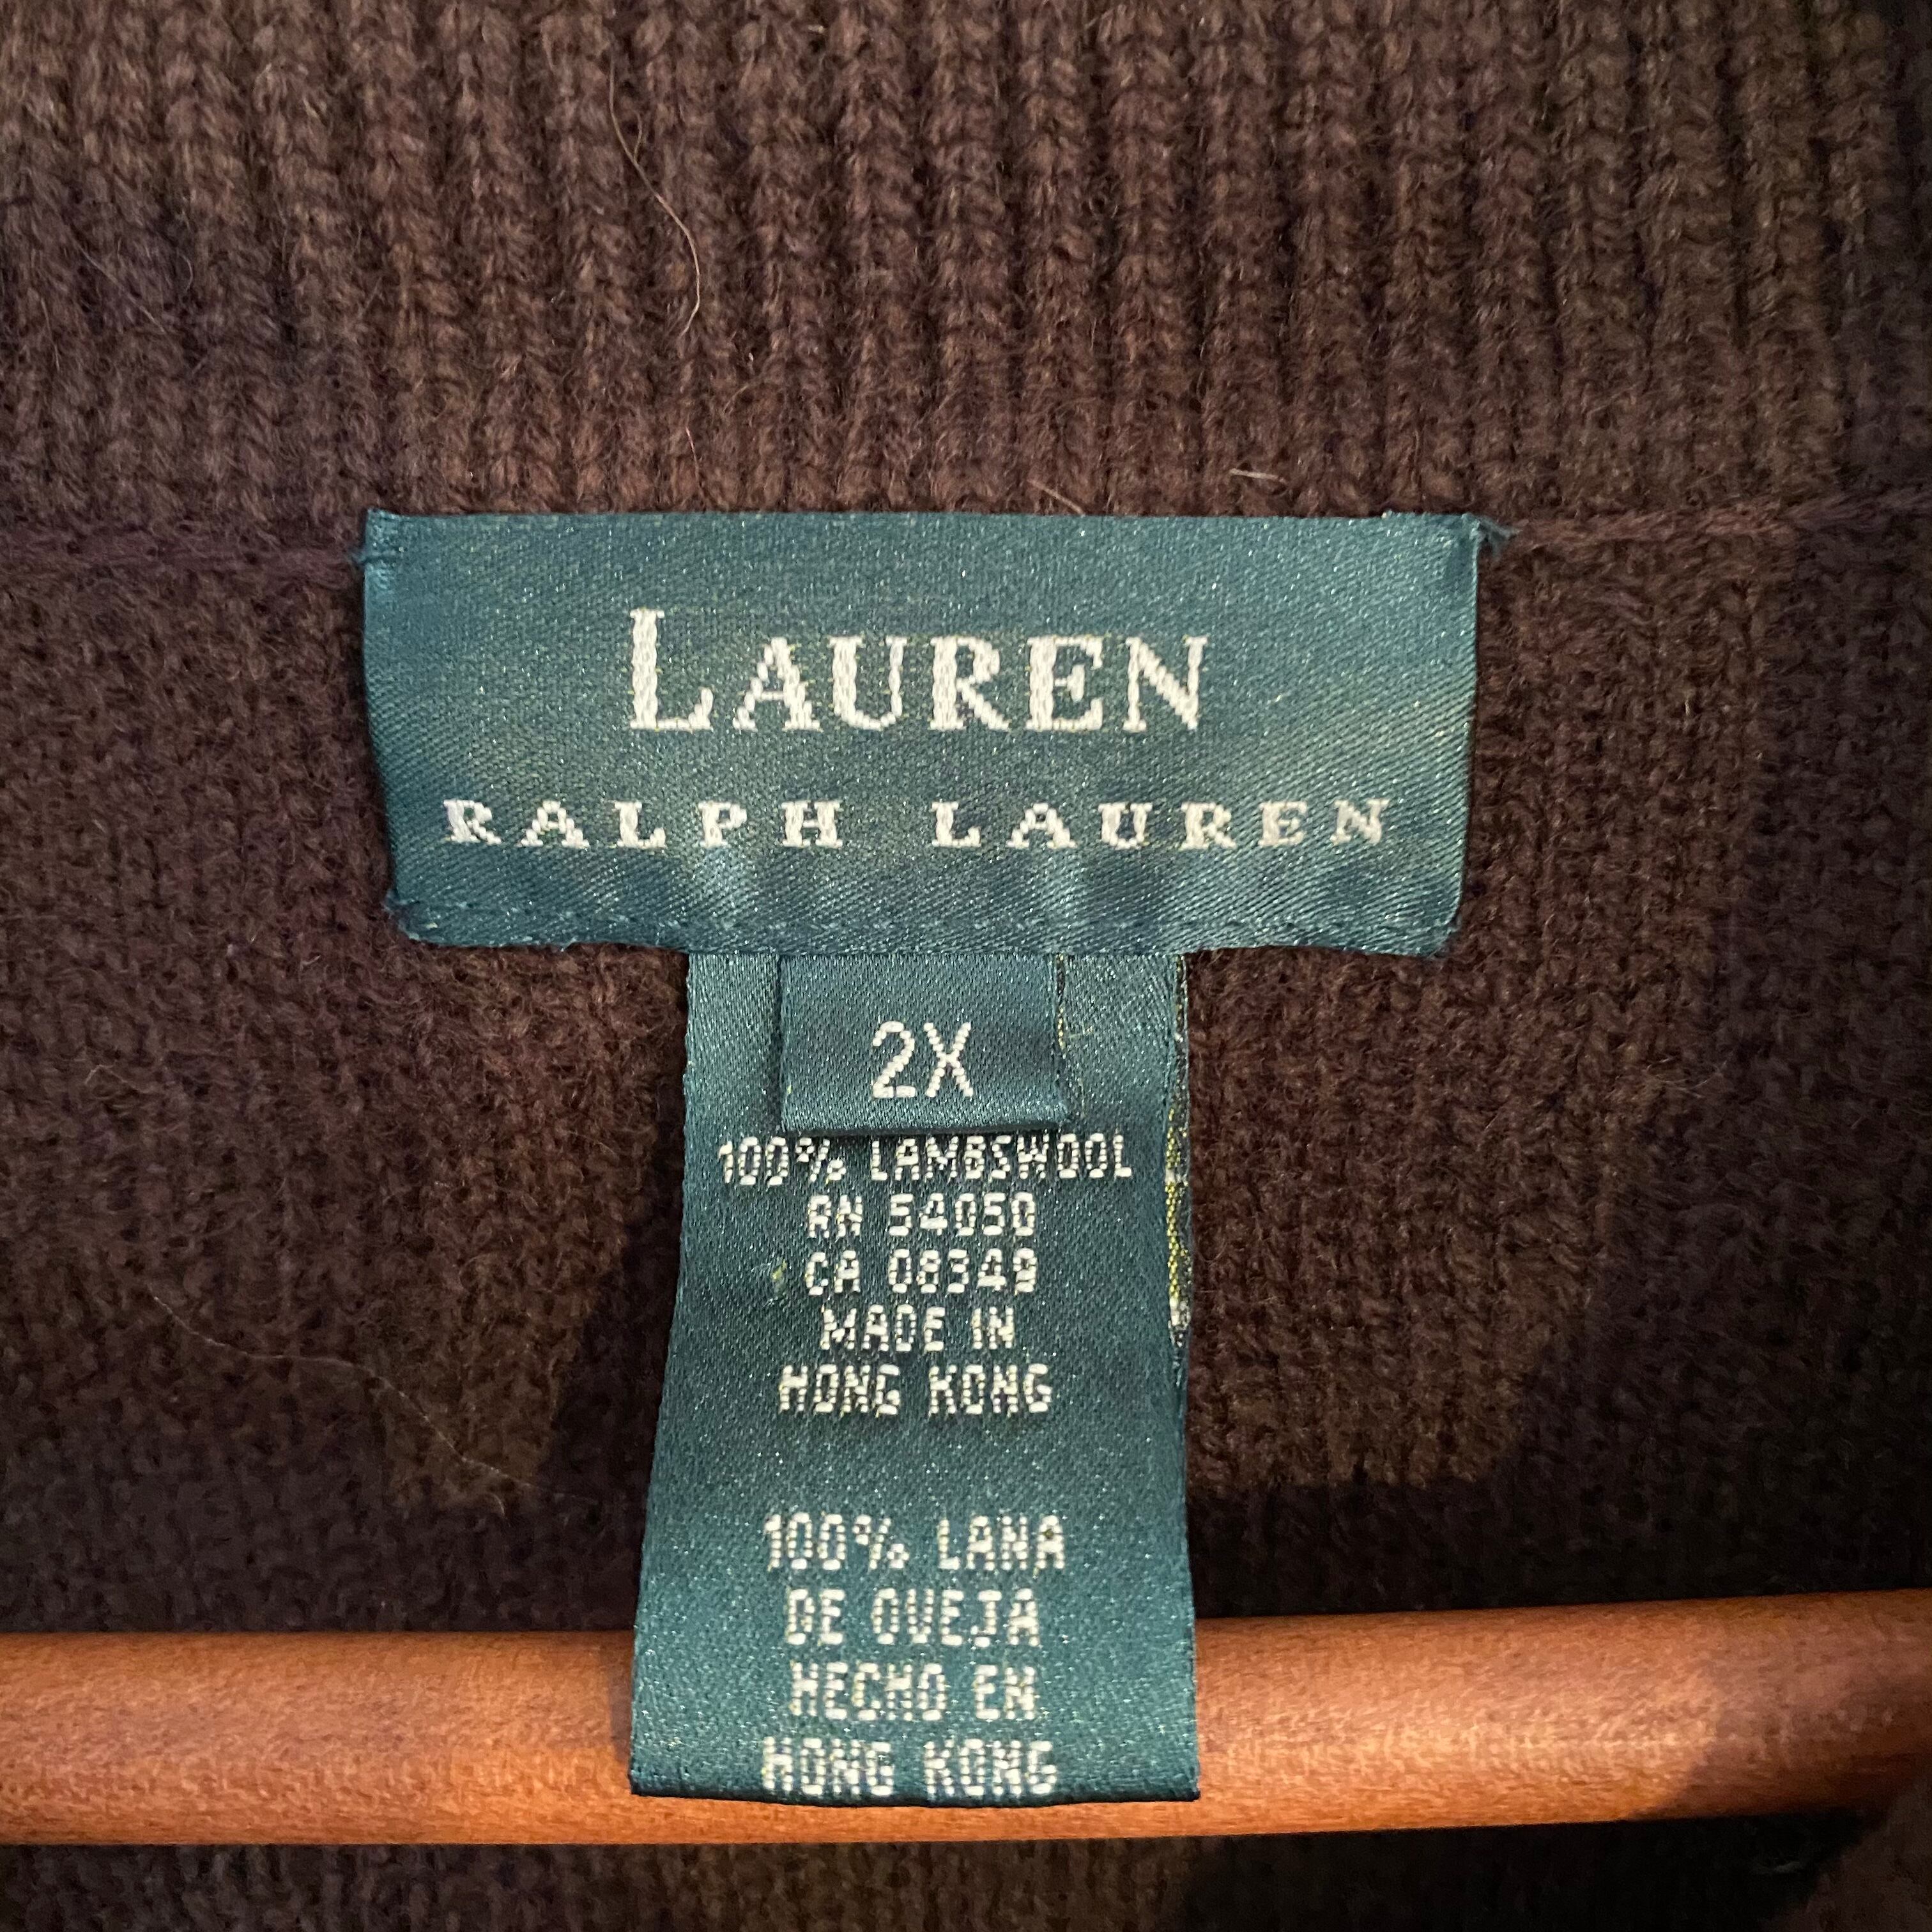 LAUREN
RALPH LAUREN
2X
100% LAMBSWOOL
RN 54050
CA 08349
MADE IN
HONG KONG
100% LANA
DE OVEJA
HECHO EN
HONG KONG